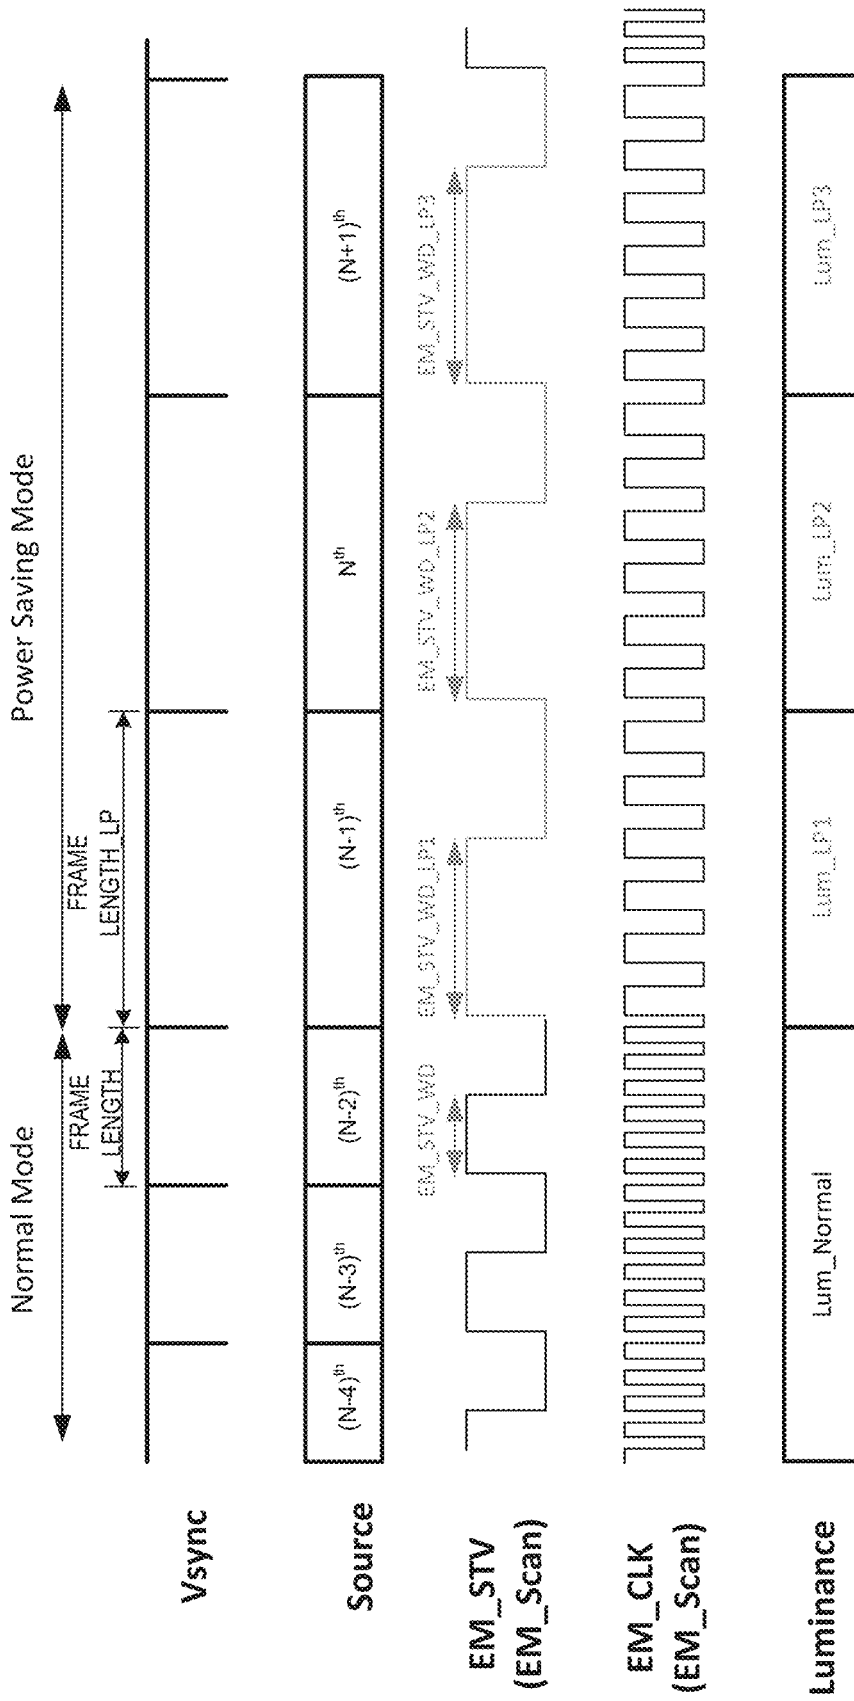 Normal Mode
Power Saving Mode
FRAME
LENGTH
FRAME
LENGTH_LP
Vsync
Source
(N-4)th
(N-3)th
(N-2)th
(N-1)th
Nth
(N+1)th
EM_STV
(EM_Scan)
EM_STV_WD
EM_STV_WD_LP1
EM_STV_WD_LP2
EM_STV_WD_LP3
EM_CLK
(EM_Scan)
Luminance
Lum_Normal
Lum_LP1
Lum_LP2
Lum_LP3